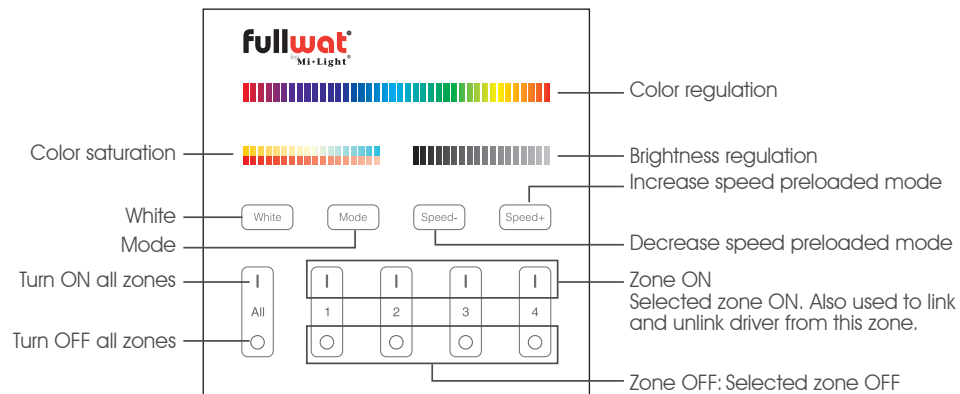 fullwat®
by
Mi•Light®
Color regulation
Color saturation
Brightness regulation
Increase speed preloaded mode
White
White
Mode
Speed-
Speed+
Mode
Decrease speed preloaded mode
Turn ON all zones
Zone ON
Selected zone ON. Also used to link
and unlink driver from this zone.
I
I
I
I
I
All
1
2
3
4
Turn OFF all zones
Zone OFF: Selected zone OFF